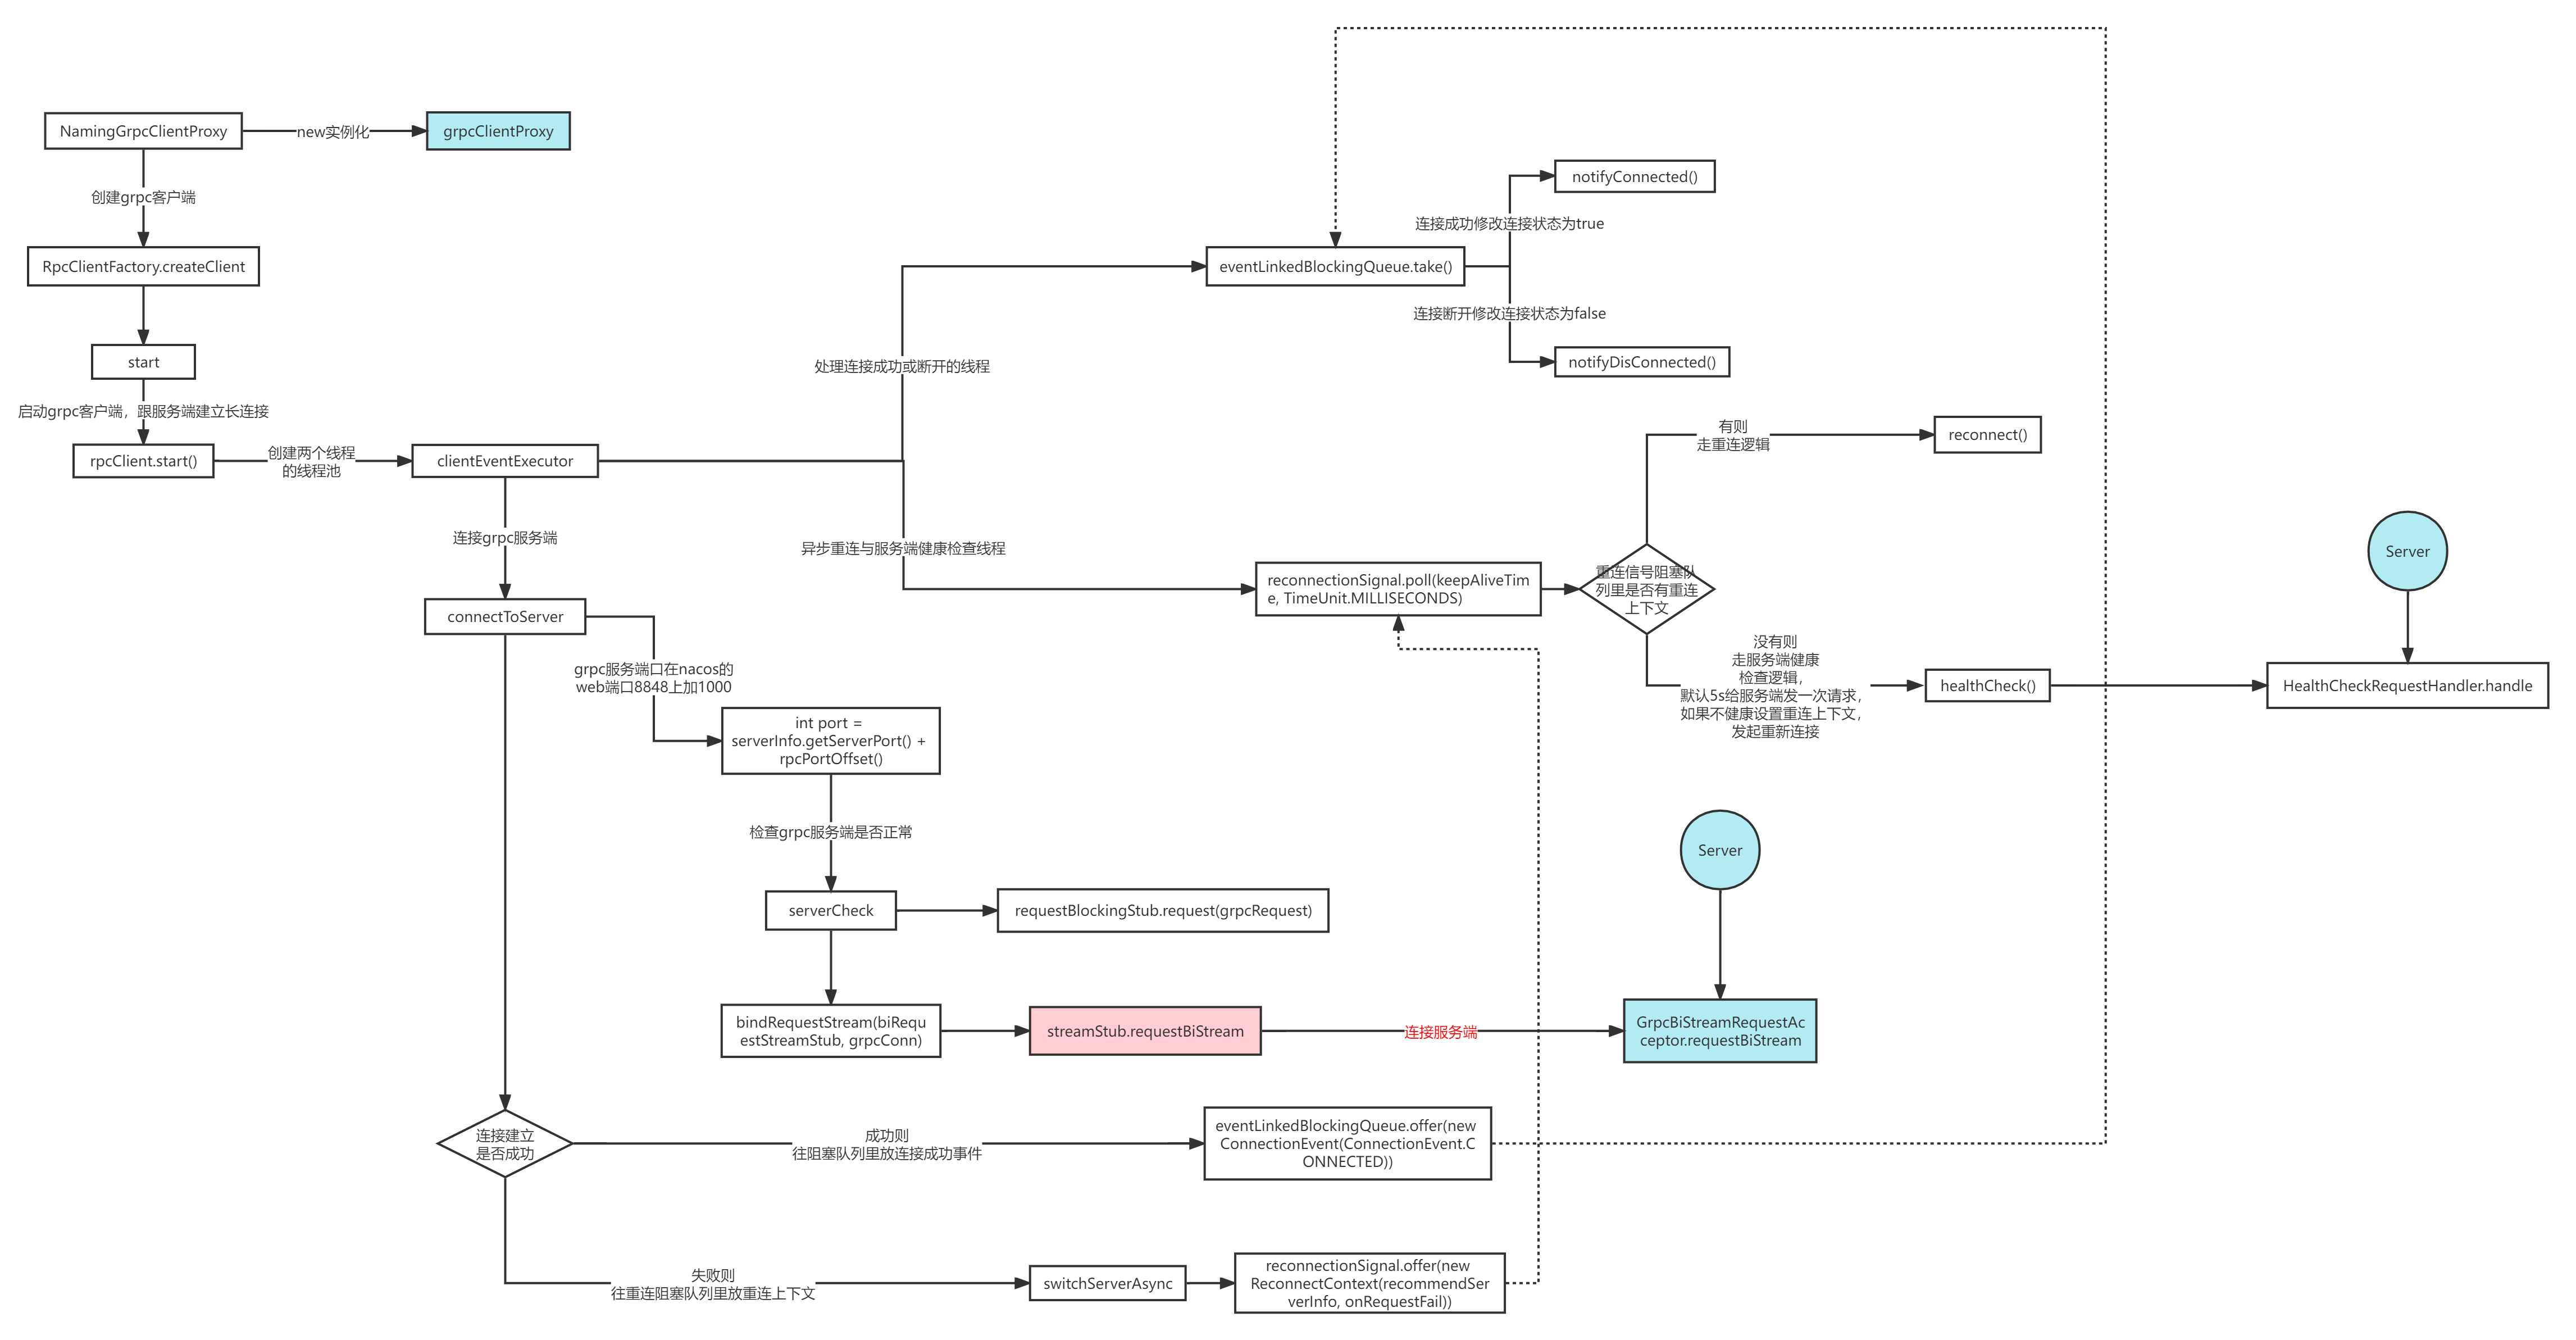 NamingGrpcClientProxy
new实例化
grpcClientProxy
创建grpc客户端
RpcClientFactory.createClient
start
启动grpc客户端，跟服务端建立长连接
rpcClient.start()
创建两个线程
的线程池
clientEventExecutor
处理连接成功或断开的线程
eventLinkedBlockingQueue.take()
连接成功修改连接状态为true
notifyConnected()
连接断开修改连接状态为false
notifyDisConnected()
异步重连与服务端健康检查线程
reconnectionSignal.poll(keepAliveTim
e, TimeUnit.MILLISECONDS)
重连信号阻塞队
列里是否有重连
上下文
有则
走重连逻辑
reconnect()
没有则
走服务端健康
检查逻辑，
默认5s给服务端发一次请求，
如果不健康设置重连上下文，
发起重新连接
healthCheck()
Server
HealthCheckRequestHandler.handle
连接grpc服务端
connectToServer
grpc服务端口在nacos的
web端口8848上加1000
int port =
serverInfo.getServerPort() +
rpcPortOffset()
检查grpc服务端是否正常
serverCheck
requestBlockingStub.request(grpcRequest)
bindRequestStream(biRequ
estStreamStub, grpcConn)
streamStub.requestBiStream
连接服务端
Server
GrpcBiStreamRequestAc
ceptor.requestBiStream
连接建立
是否成功
成功则
往阻塞队列里放连接成功事件
eventLinkedBlockingQueue.offer(new
ConnectionEvent(ConnectionEvent.C
ONNECTED))
失败则
往重连阻塞队列里放重连上下文
switchServerAsync
reconnectionSignal.offer(new
ReconnectContext(recommendSer
verInfo, onRequestFail))